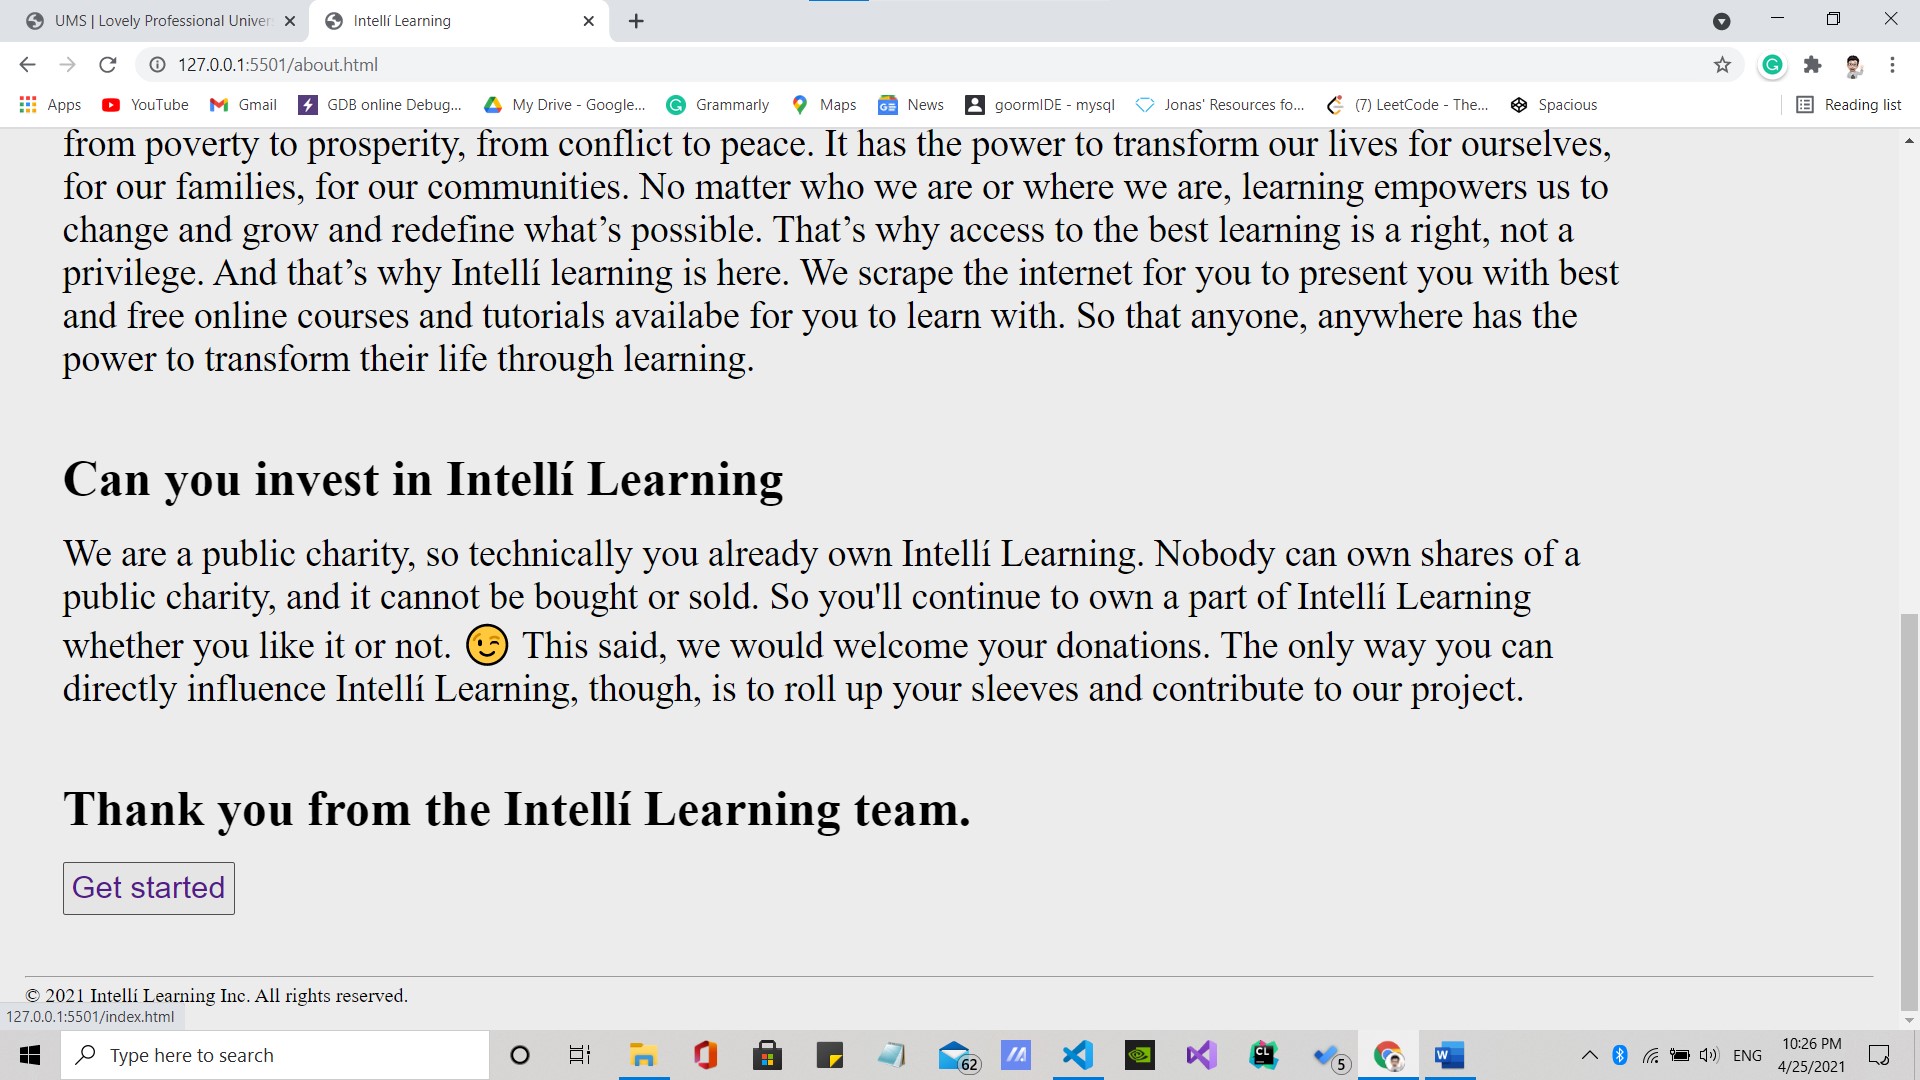 UMS | Lovely Professional Univer
Intellí Learning
127.0.0.1:5501/about.html
Apps YouTube Gmail GDB online Debug... My Drive - Google... Grammarly Maps News goormIDE - mysql Jonas' Resources fo... (7) LeetCode - The... Spacious Reading list
from poverty to prosperity, from conflict to peace. It has the power to transform our lives for ourselves,
for our families, for our communities. No matter who we are or where we are, learning empowers us to
change and grow and redefine what’s possible. That’s why access to the best learning is a right, not a
privilege. And that’s why Intellí learning is here. We scrape the internet for you to present you with best
and free online courses and tutorials availabe for you to learn with. So that anyone, anywhere has the
power to transform their life through learning.
Can you invest in Intellí Learning
We are a public charity, so technically you already own Intellí Learning. Nobody can own shares of a
public charity, and it cannot be bought or sold. So you'll continue to own a part of Intellí Learning
whether you like it or not. 😉 This said, we would welcome your donations. The only way you can
directly influence Intellí Learning, though, is to roll up your sleeves and contribute to our project.
Thank you from the Intellí Learning team.
Get started
© 2021 Intellí Learning Inc. All rights reserved.
127.0.0.1:5501/index.html
Type here to search
62
CL
5
W
ENG
10:26 PM
4/25/2021